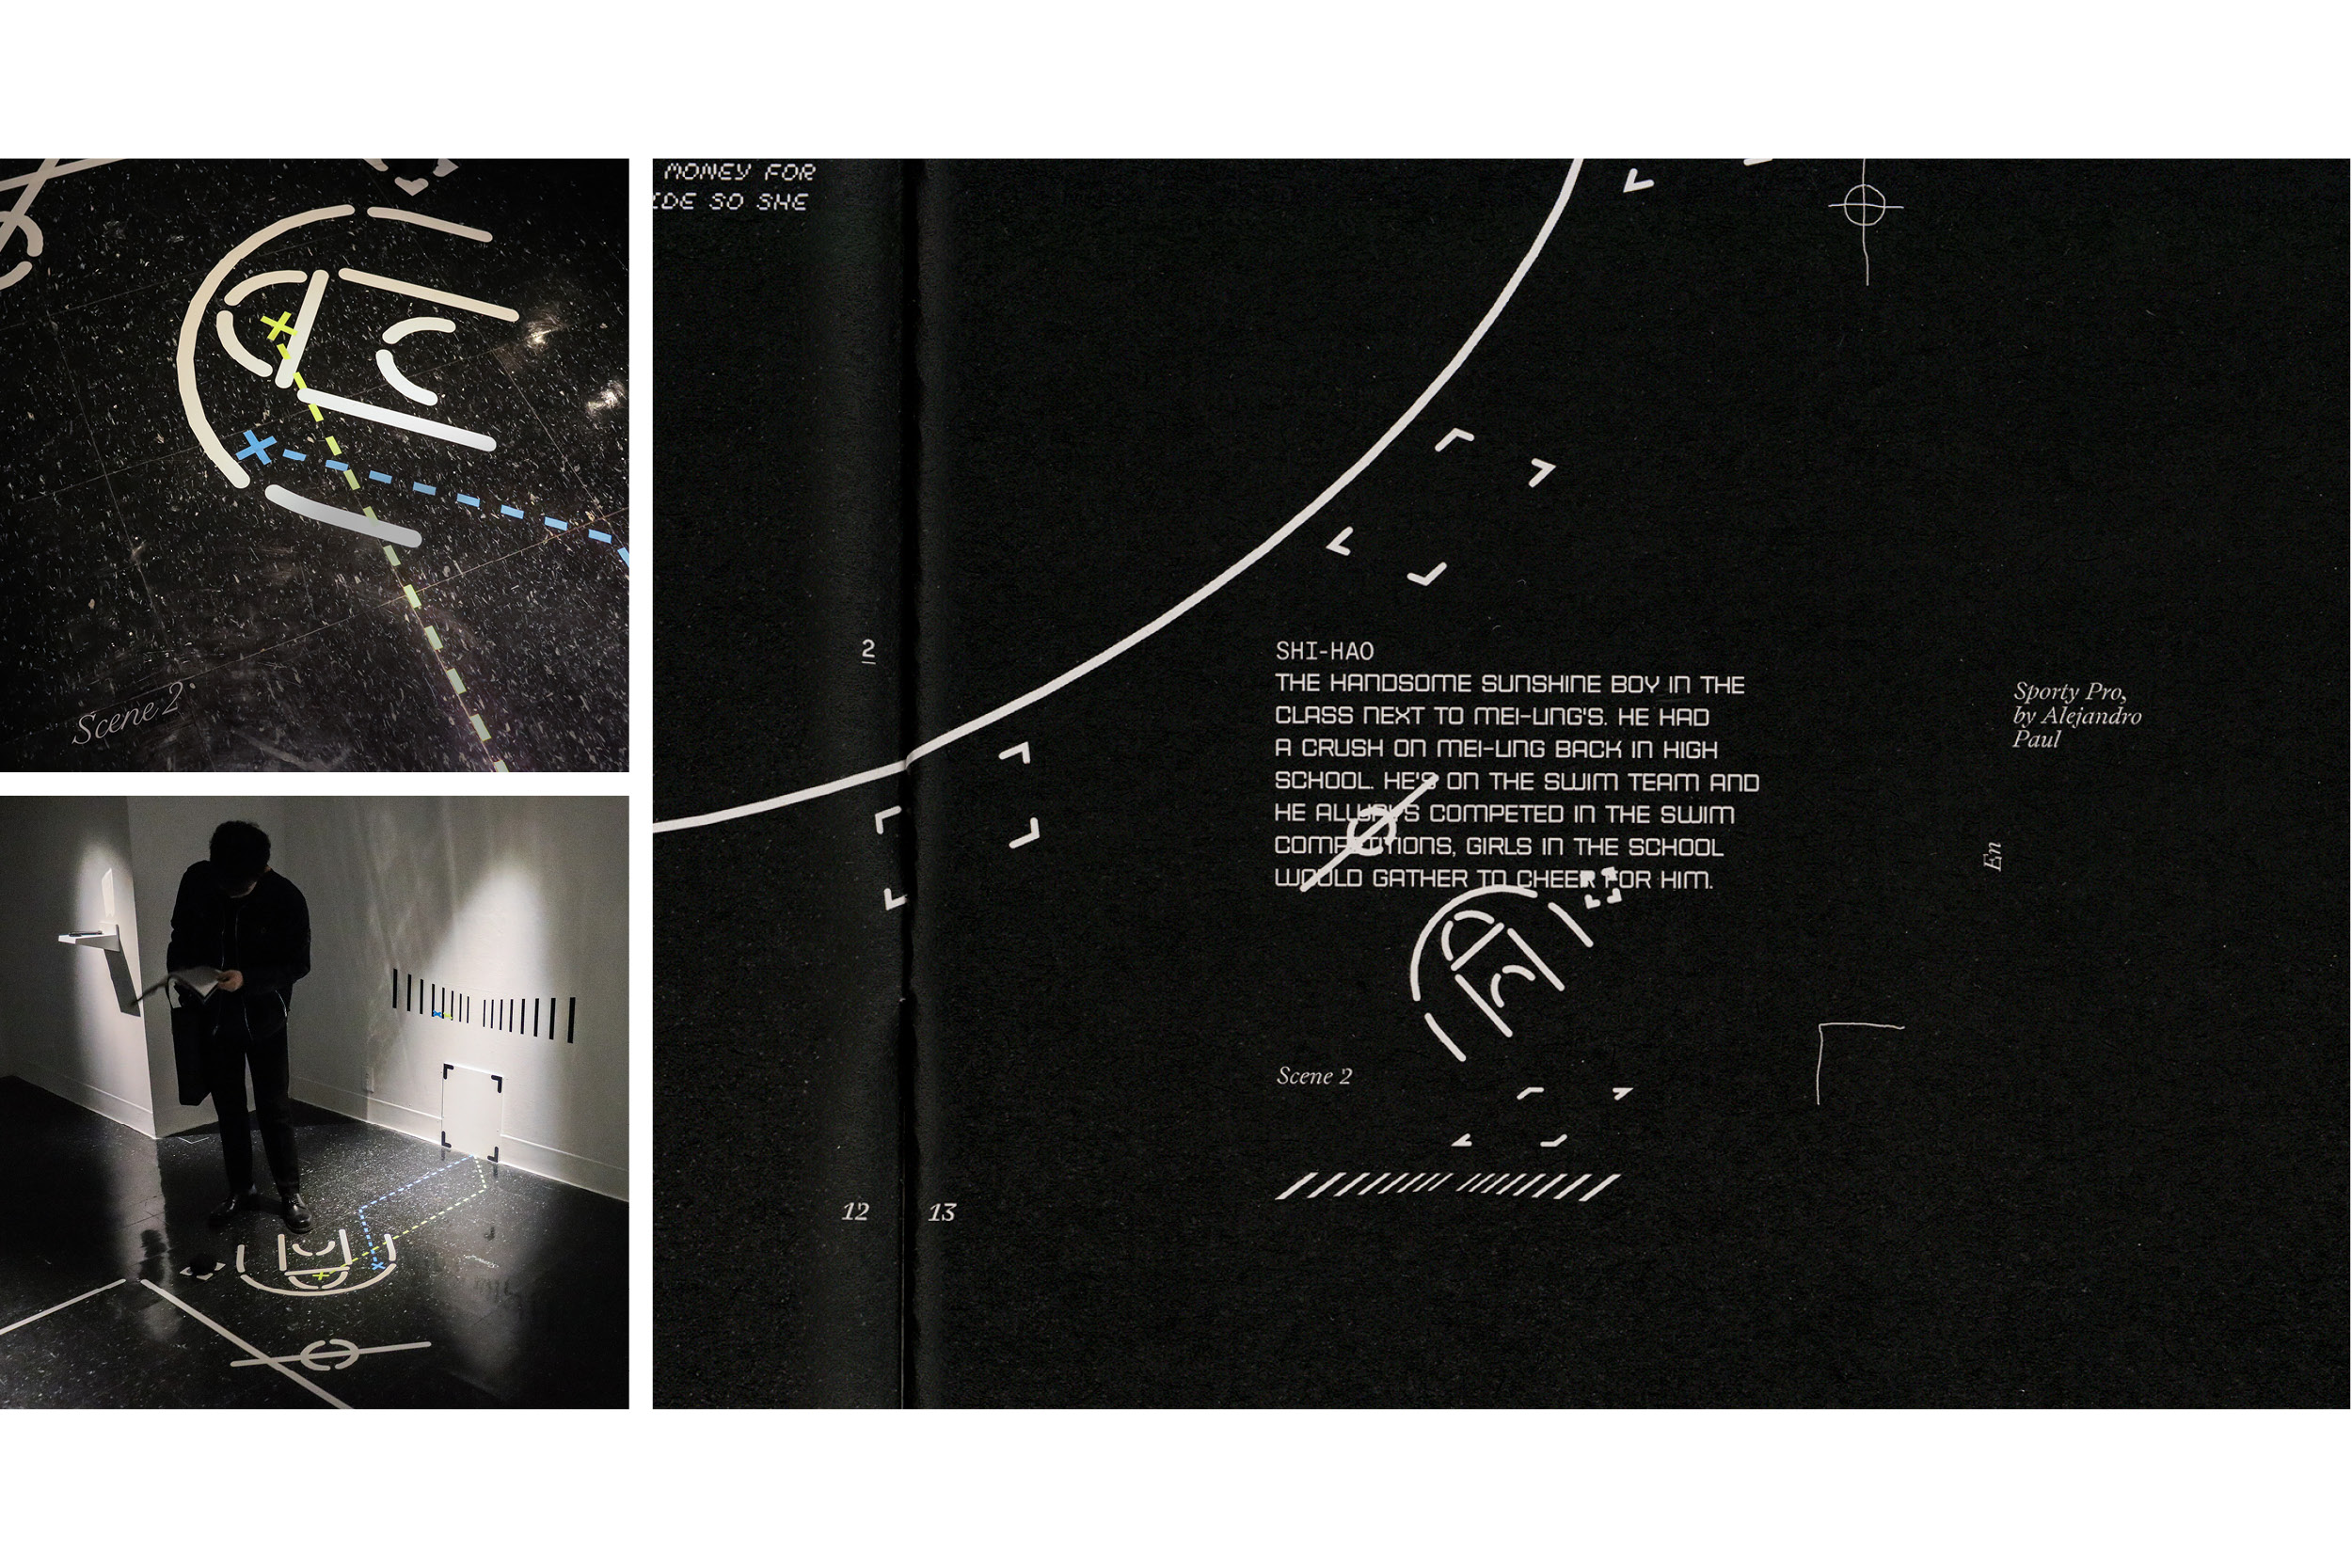 Scene 2
MONEY FOR
IDE SO SHE
2
12
13
SHI-HAO
THE HANDSOME SUNSHINE BOY IN THE
CLASS NEXT TO MEI-LING'S. HE HAD
A CRUSH ON MEI-LING BACK IN HIGH
SCHOOL. HE'S ON THE SWIM TEAM AND
HE ALWAYS COMPETED IN THE SWIM
COMPETITIONS, GIRLS IN THE SCHOOL
WOULD GATHER TO CHEER FOR HIM.
Scene 2
Sporty Pro,
by Alejandro
Paul
En